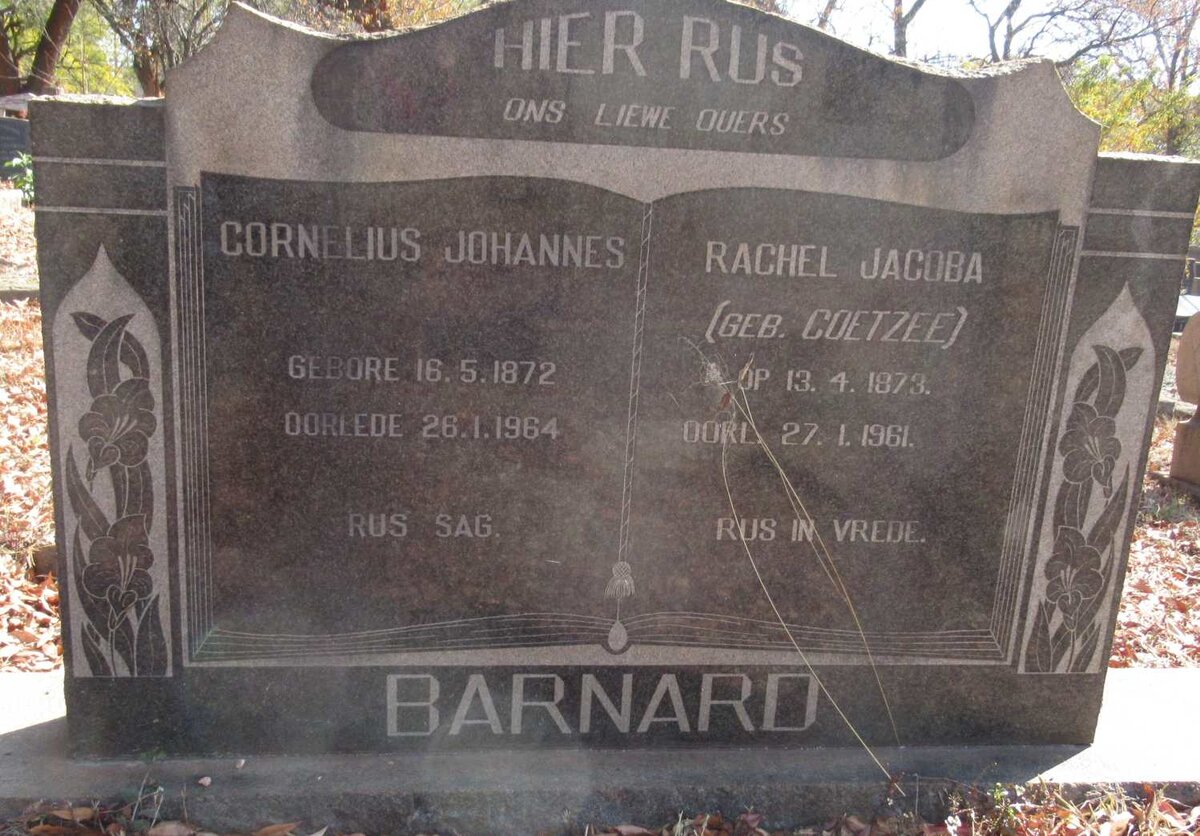 HIER RUS
ONS LIEWE OUERS
CORNELIUS JOHANNES
GEBORE 16.5.1872
OORLEDE 26.1.1964
RUS SAG.
RACHEL JACOBA
(GEB. COETZEE)
OP 13.4.1873.
OORL. 27.1.1961.
RUS IN VREDE.
BARNARD